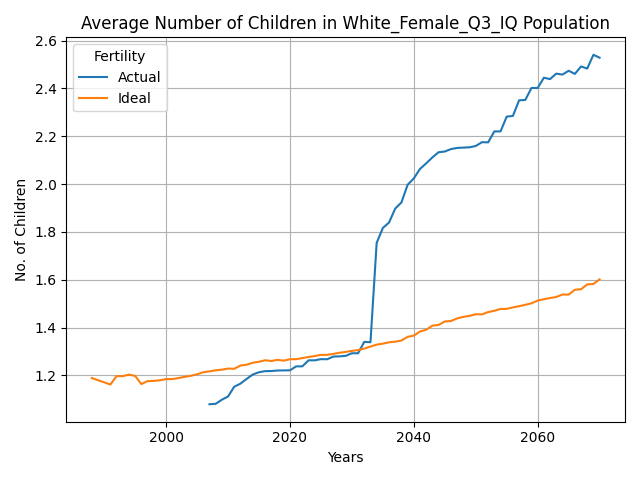 Average Number of Children in White_Female_Q3_IQ Population
2.6
2.4
2.2
2.0
1.8
1.6
1.4
1.2
No. of Children
Fertility
Actual
Ideal
2000
2020
2040
2060
Years